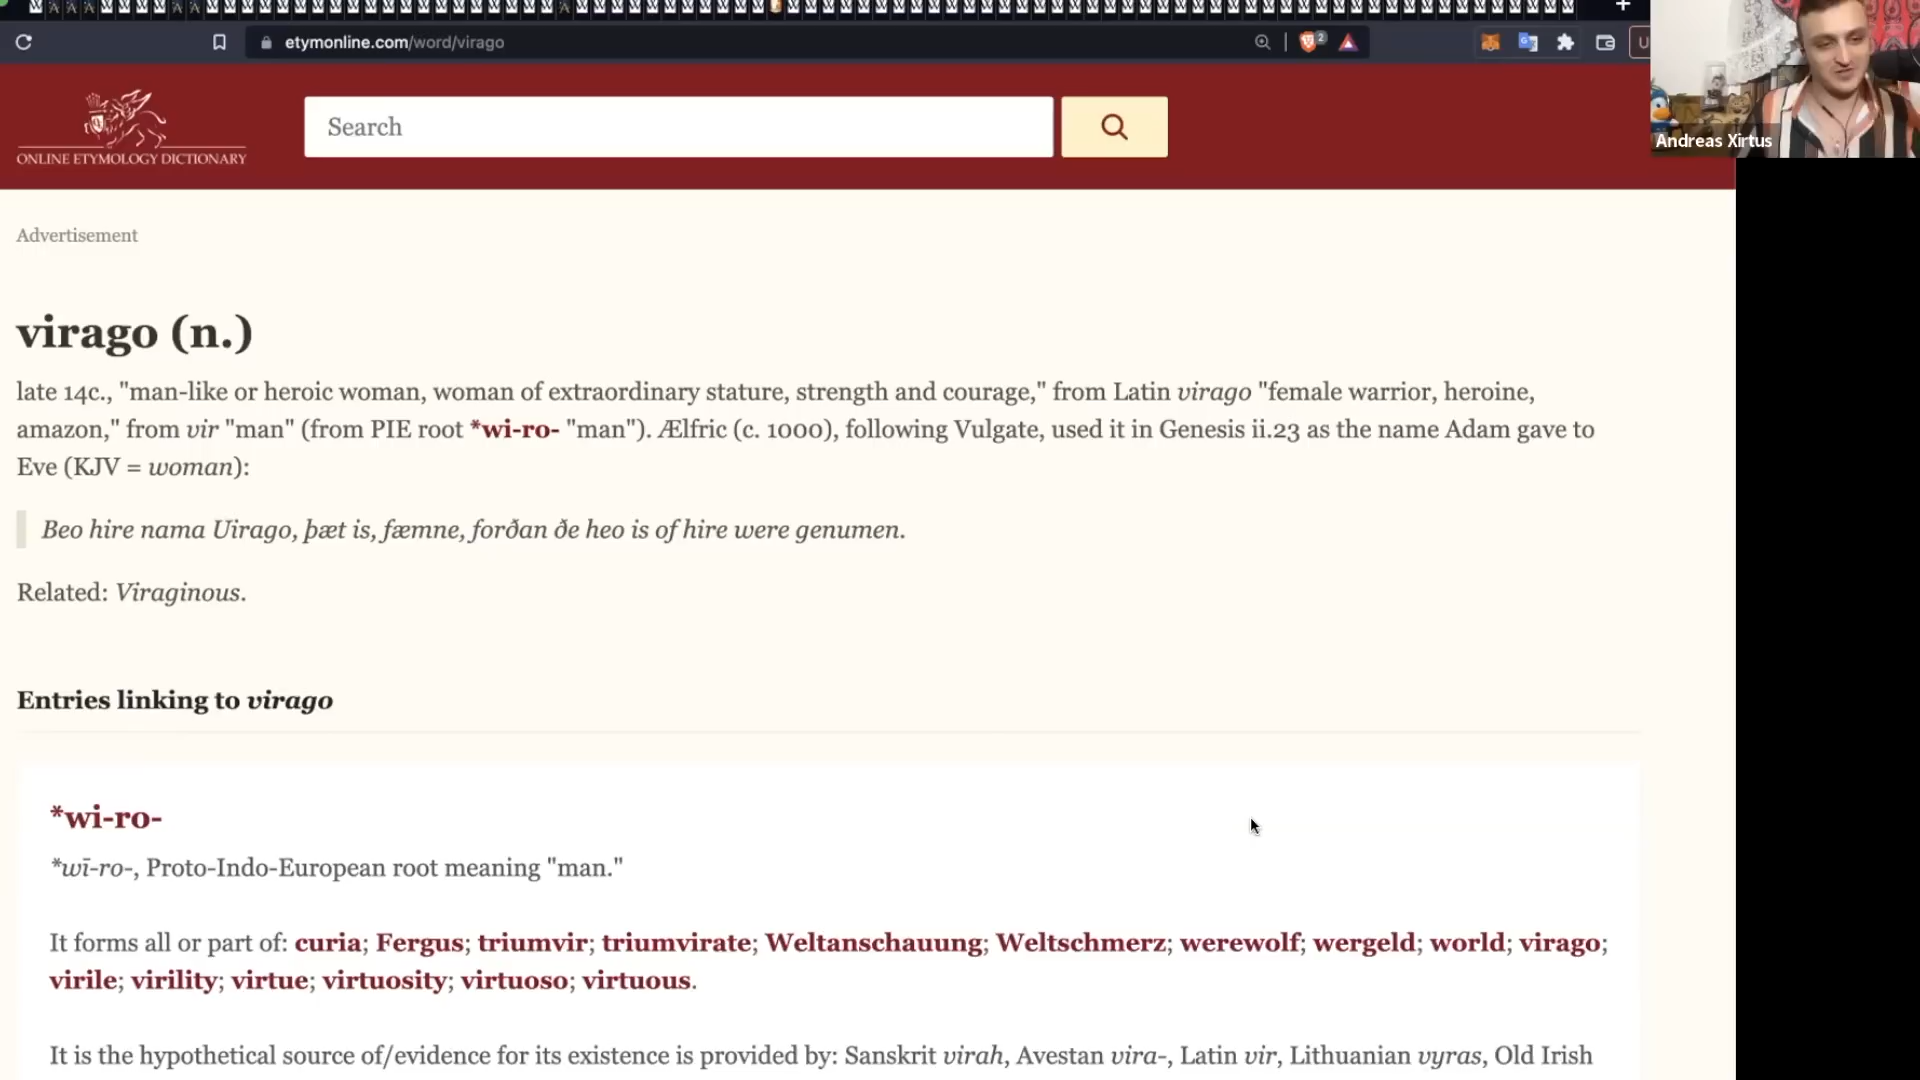 etymonline.com/word/virago
2
U
ONLINE ETYMOLOGY DICTIONARY
Search
Andreas Xirtus
Advertisement
virago (n.)
late 14c., "man-like or heroic woman, woman of extraordinary stature, strength and courage," from Latin virago "female warrior, heroine,
amazon," from vir "man" (from PIE root *wi-ro- "man"). Ælfric (c. 1000), following Vulgate, used it in Genesis ii.23 as the name Adam gave to
Eve (KJV = woman):
Beo hire nama Uirago, þæt is, fæmne, forðan ðe heo is of hire were genumen.
Related: Viraginous.
Entries linking to virago
*wi-ro-
*wī-ro-, Proto-Indo-European root meaning "man."
It forms all or part of: curia; Fergus; triumvir; triumvirate; Weltanschauung; Weltschmerz; werewolf; wergeld; world; virago;
virile; virility; virtue; virtuosity; virtuoso; virtuous.
It is the hypothetical source of/evidence for its existence is provided by: Sanskrit virah, Avestan vira-, Latin vir, Lithuanian vyras, Old Irish